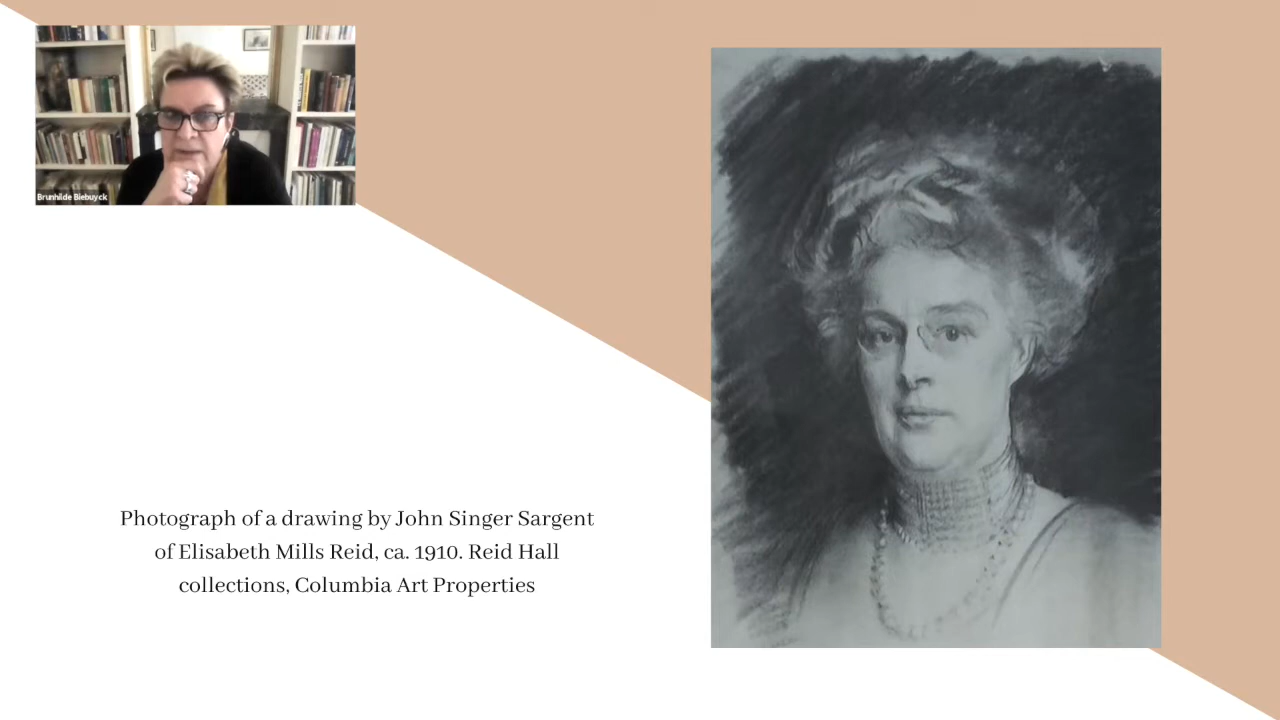 Brunhilde Biebuyck
Photograph of a drawing by John Singer Sargent
of Elisabeth Mills Reid, ca. 1910. Reid Hall
collections, Columbia Art Properties